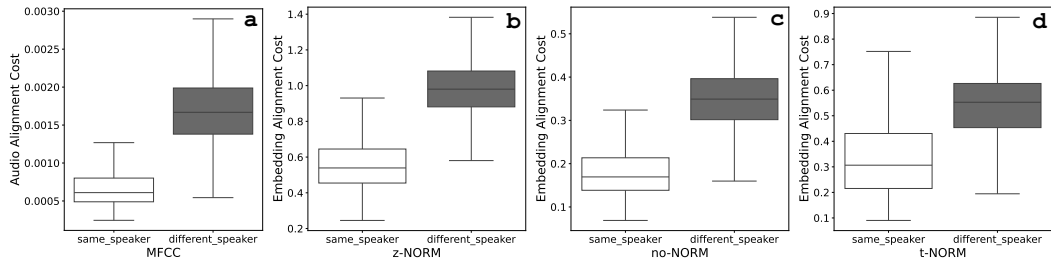 a
Audio Alignment Cost
0.0030
0.0025
0.0020
0.0015
0.0010
0.0005
same_speaker different_speaker
MFCC
b
Embedding Alignment Cost
1.4
1.2
1.0
0.8
0.6
0.4
0.2
same_speaker different_speaker
z-NORM
c
Embedding Alignment Cost
0.5
0.4
0.3
0.2
0.1
same_speaker different_speaker
no-NORM
d
Embedding Alignment Cost
0.9
0.8
0.7
0.6
0.5
0.4
0.3
0.2
0.1
same_speaker different_speaker
t-NORM